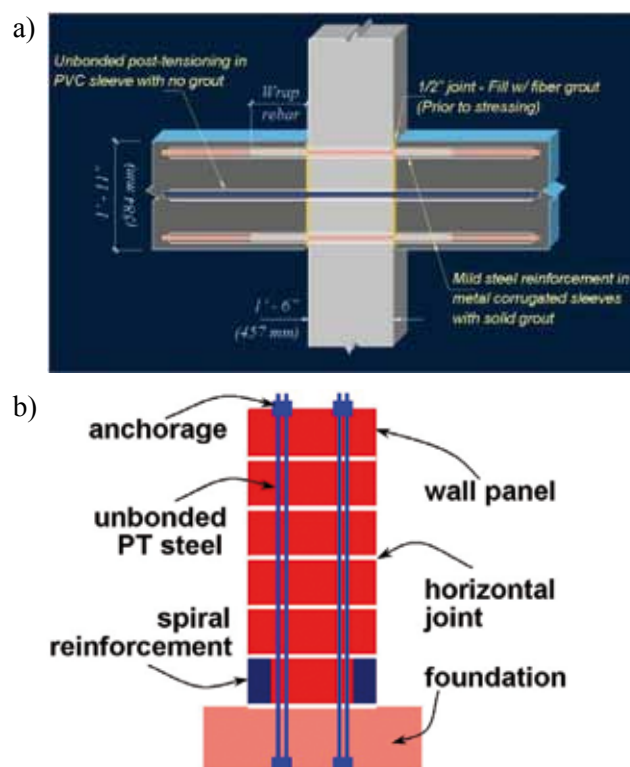 a)
Unbonded post-tensioning in
PVC sleeve with no grout
Wrap
rebar
1/2" joint - Fill w/ fiber grout
(Prior to stressing)
1' - 11"
(584 mm)
Mild steel reinforcement in
metal corrugated sleeves
with solid grout
1' - 6"
(457 mm)
b)
anchorage
wall panel
unbonded
PT steel
horizontal
joint
spiral
reinforcement
foundation